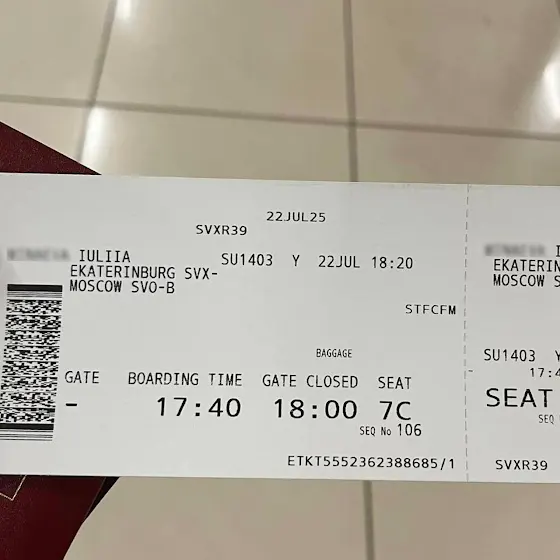 22JUL25
SVXR39
IULIIA
SU1403 Y 22JUL 18:20
EKATERINBURG SVX-
MOSCOW SVO-B
STFCFM
BAGGAGE
GATE BOARDING TIME GATE CLOSED SEAT
- 17:40 18:00 7C
SEQ No 106
ETKT5552362388685/1
EKATERIN
MOSCOW S
SU1403 Y
17:4
SEAT
SEQ
SVXR39